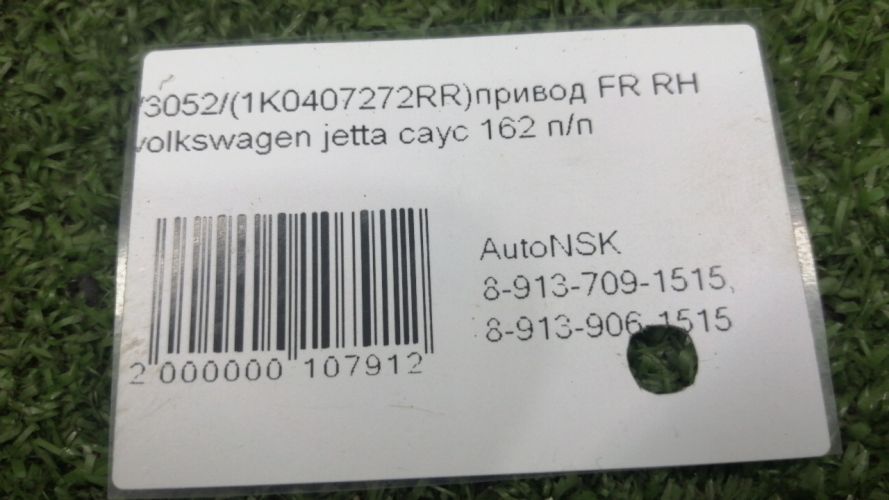 /3052/(1K0407272RR)привод FR RH
volkswagen jetta cayc 162 п/п
AutoNSK
8-913-709-1515,
8-913-906-1515
2 000000 107912